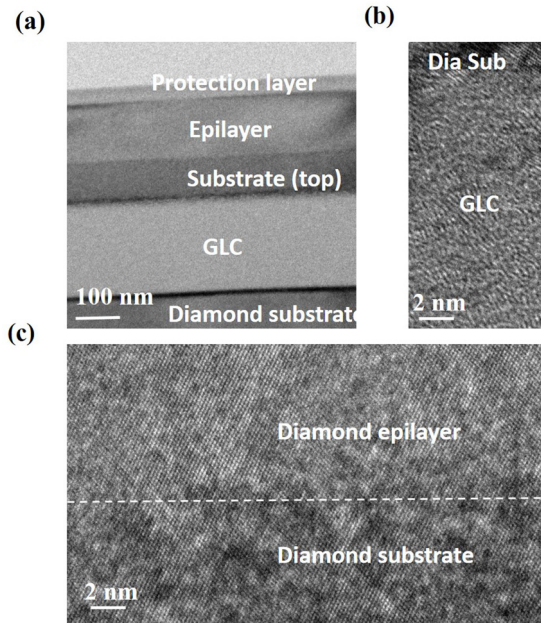 (a)
Protection layer
Epilayer
Substrate (top)
GLC
100 nm
Diamond substrate
(b)
Dia Sub
GLC
2 nm
(c)
Diamond epilayer
Diamond substrate
2 nm